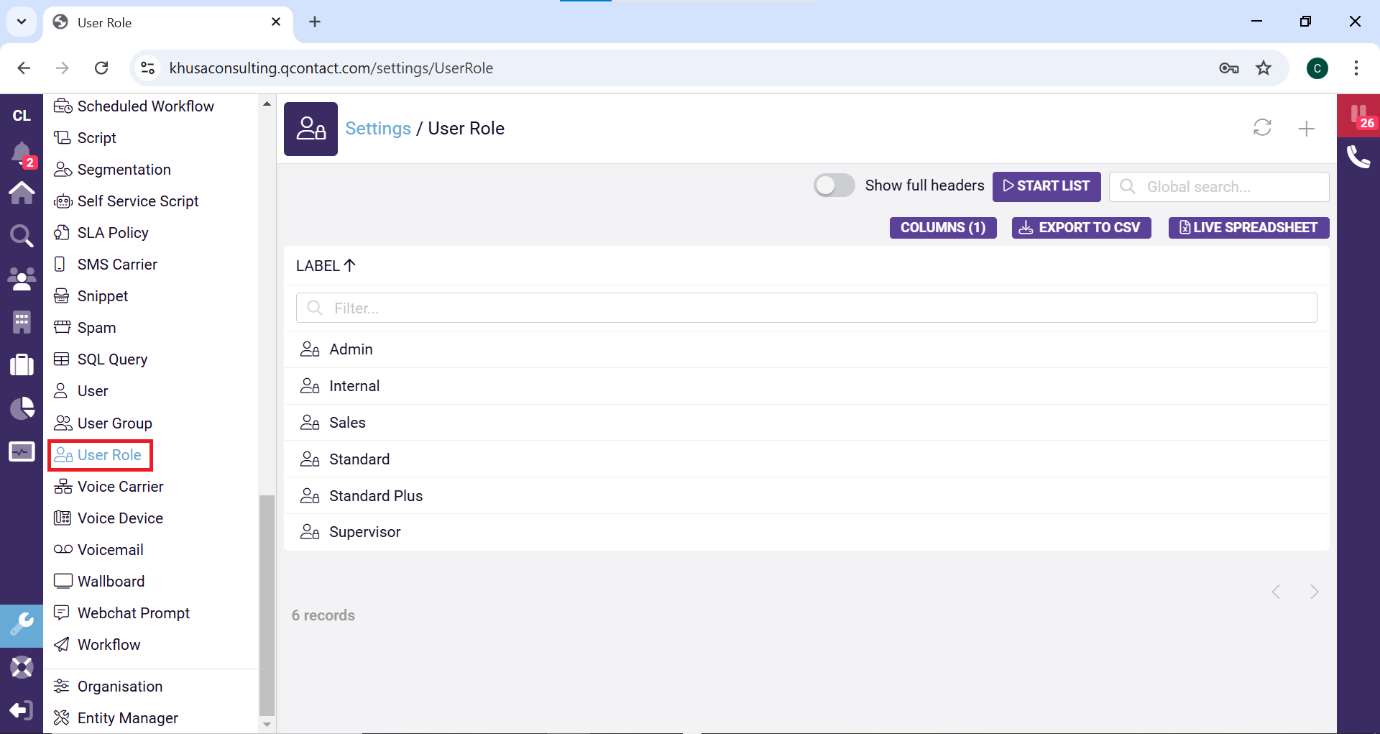 User Role
khusaconsulting.qcontact.com/settings/UserRole
C
CL
2
Scheduled Workflow
Script
Segmentation
Self Service Script
SLA Policy
SMS Carrier
Snippet
Spam
SQL Query
User
User Group
User Role
Voice Carrier
Voice Device
Voicemail
Wallboard
Webchat Prompt
Workflow
Organisation
Entity Manager
Settings / User Role
26
Show full headers
START LIST
Global search...
COLUMNS (1)
EXPORT TO CSV
LIVE SPREADSHEET
LABEL
Filter...
Admin
Internal
Sales
Standard
Standard Plus
Supervisor
6 records